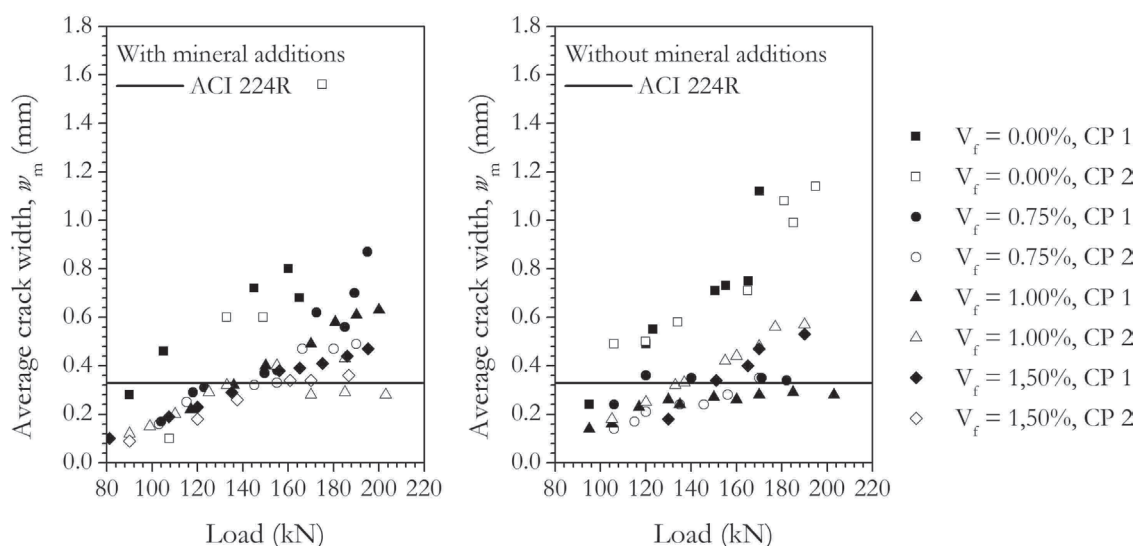 1.8
1.6
1.4
1.2
1.0
0.8
0.6
0.4
0.2
0.0
Average crack width, w_m (mm)
With mineral additions
ACI 224R
80 100 120 140 160 180 200 220
Load (kN)
1.8
1.6
1.4
1.2
1.0
0.8
0.6
0.4
0.2
0.0
Average crack width, w_m (mm)
Without mineral additions
ACI 224R
80 100 120 140 160 180 200 220
Load (kN)
V_f = 0.00%, CP 1
V_f = 0.00%, CP 2
V_f = 0.75%, CP 1
V_f = 0.75%, CP 2
V_f = 1.00%, CP 1
V_f = 1.00%, CP 2
V_f = 1,50%, CP 1
V_f = 1,50%, CP 2